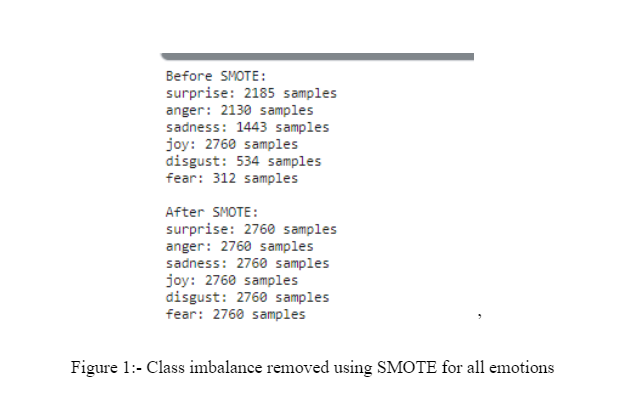 Before SMOTE:
surprise: 2185 samples
anger: 2130 samples
sadness: 1443 samples
joy: 2760 samples
disgust: 534 samples
fear: 312 samples
After SMOTE:
surprise: 2760 samples
anger: 2760 samples
sadness: 2760 samples
joy: 2760 samples
disgust: 2760 samples
fear: 2760 samples
,
Figure 1:- Class imbalance removed using SMOTE for all emotions